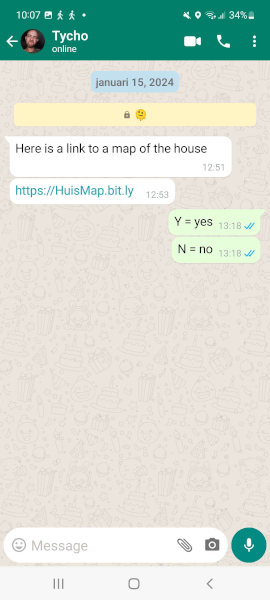 10:07
34%
Tycho
online
januari 15, 2024
Here is a link to a map of the house
12:51
https://HuisMap.bit.ly
12:53
Y = yes
13:18
N = no
13:18
Message